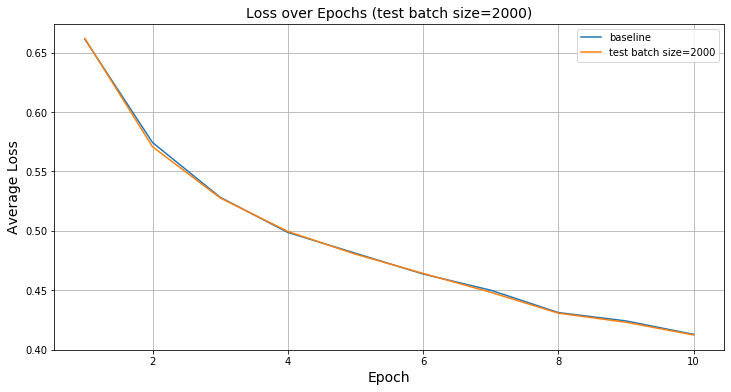 Loss over Epochs (test batch size=2000)
baseline
test batch size=2000
Average Loss
0.65
0.60
0.55
0.50
0.45
0.40
2 4 6 8 10
Epoch